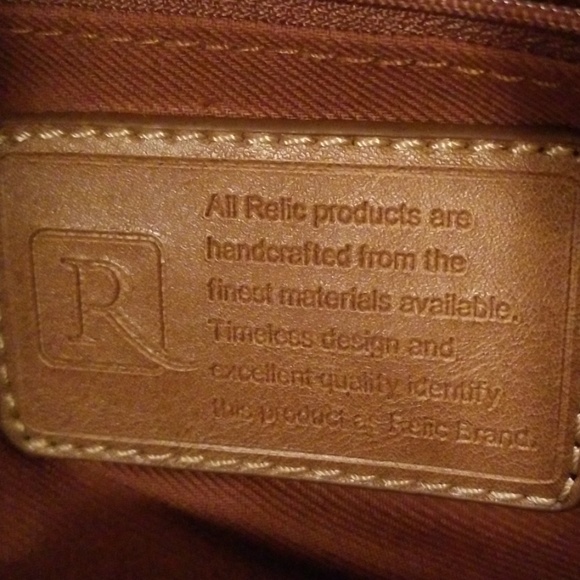 R
All Relic products are
handcrafted from the
finest materials available.
Timeless design and
excellent quality identify
this product as Relic Brand.